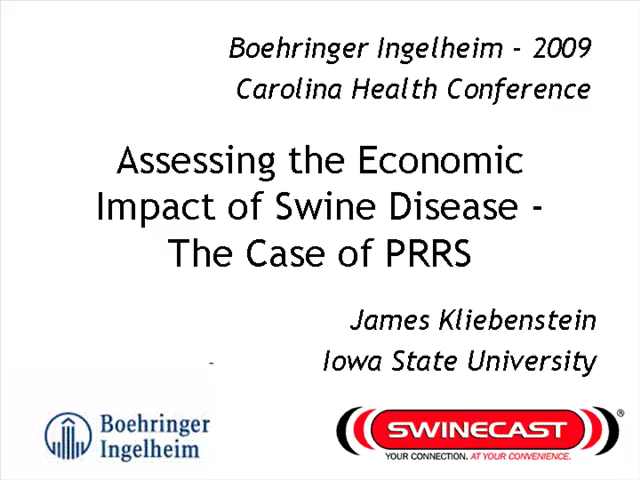 Boehringer Ingelheim - 2009
Carolina Health Conference
Assessing the Economic
Impact of Swine Disease -
The Case of PRRS
James Kliebenstein
Iowa State University
Boehringer
Ingelheim
SWINECAST®
YOUR CONNECTION. AT YOUR CONVENIENCE.